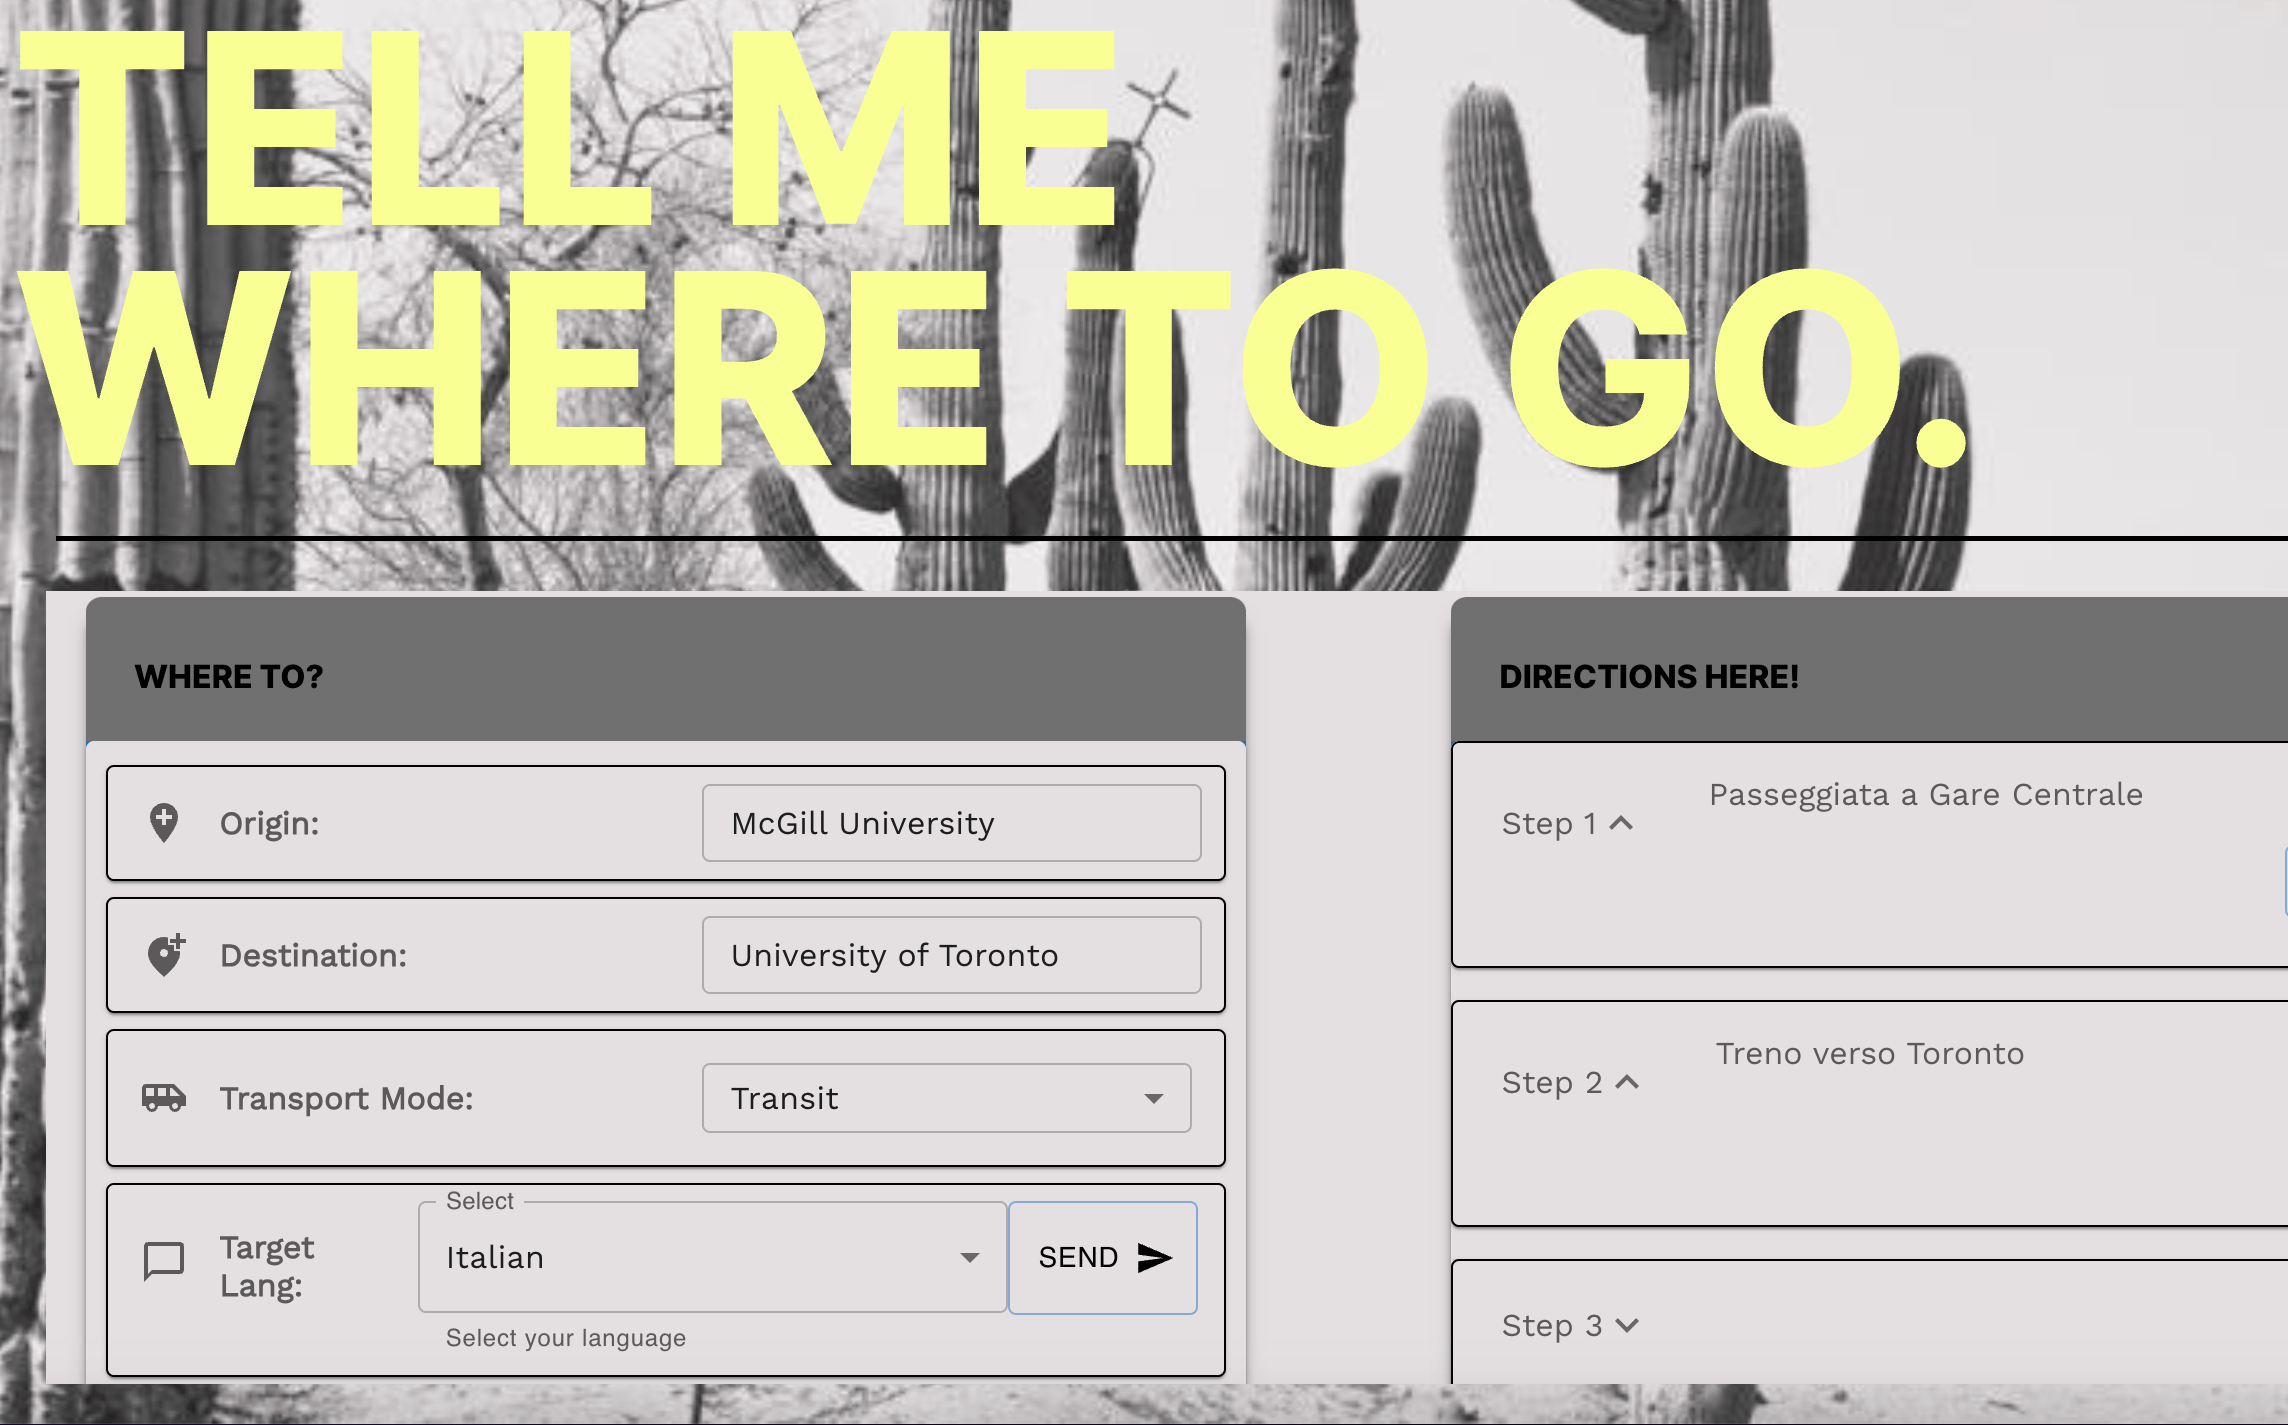 TELL ME
WHERE TO GO.
WHERE TO?
Origin:
McGill University
Destination:
University of Toronto
Transport Mode:
Transit
Target
Lang:
Select
Italian
SEND
Select your language
DIRECTIONS HERE!
Step 1
Passeggiata a Gare Centrale
Step 2
Treno verso Toronto
Step 3